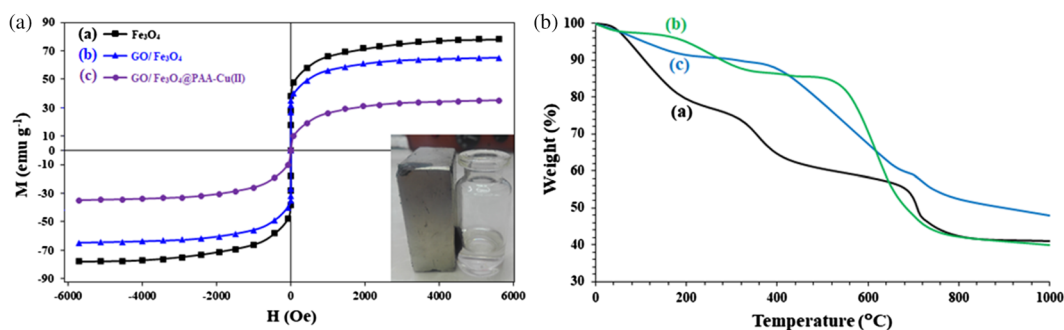 (a)
M (emu g⁻¹)
90
70
50
30
10
0
-10
-30
-50
-70
-90
(a) Fe₃O₄
(b) GO/ Fe₃O₄
(c) GO/ Fe₃O₄@PAA-Cu(II)
-6000 -4000 -2000 0 2000 4000 6000
H (Oe)
(b)
Weight (%)
100
90
80
70
60
50
40
30
(b)
(c)
(a)
0 200 400 600 800 1000
Temperature (°C)